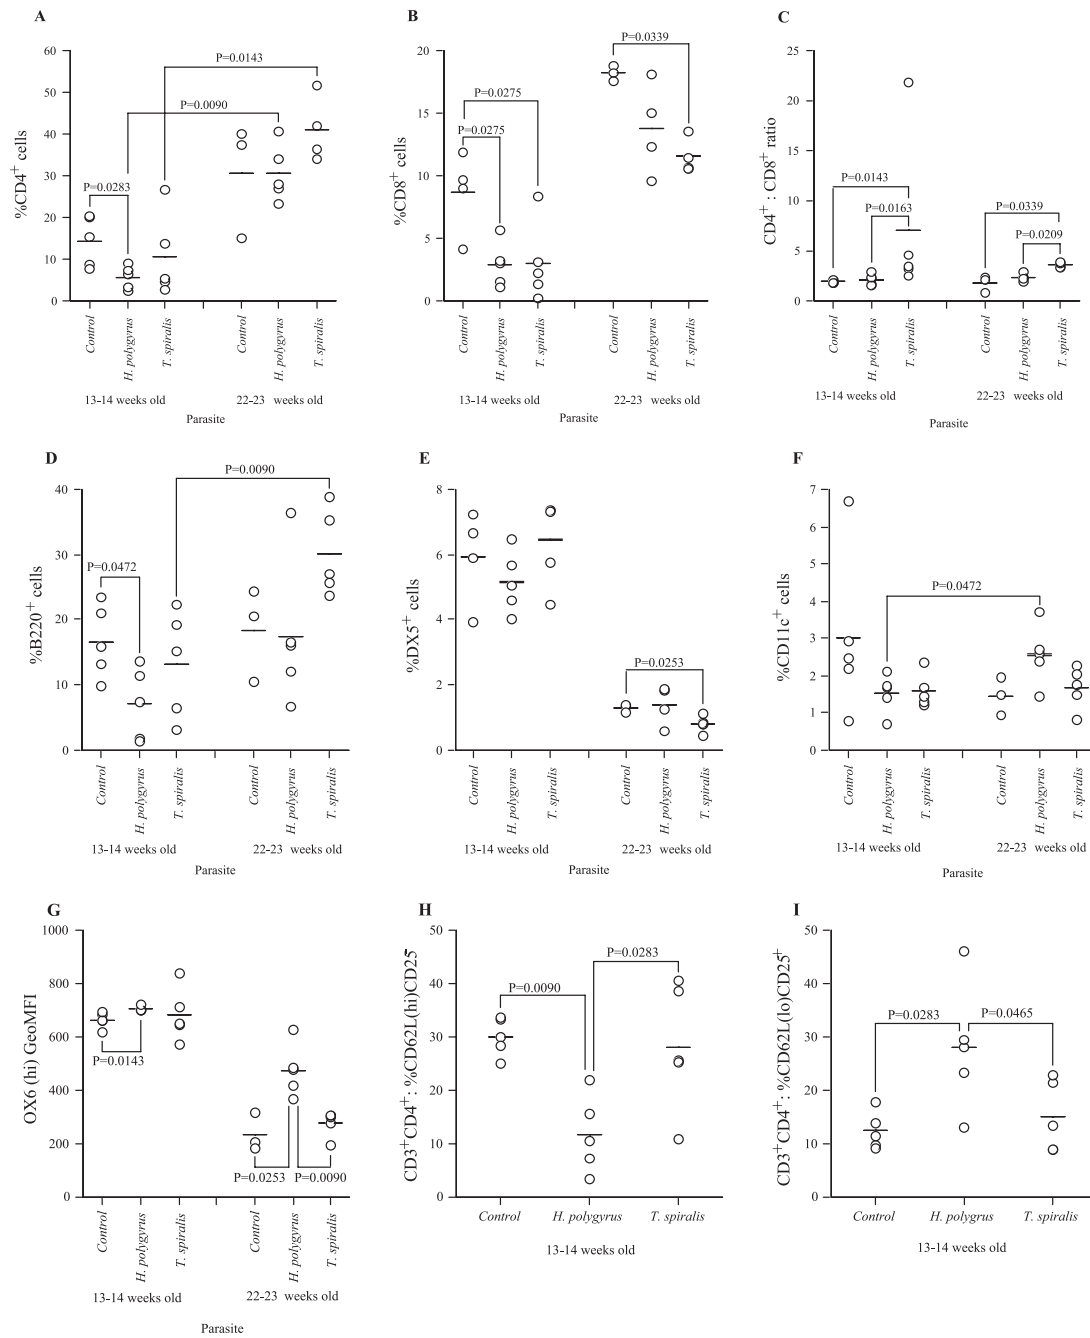 A
%CD4+ cells
60
50
40
30
20
10
0
P=0.0143
P=0.0090
P=0.0283
Control
H. polygyrus
T. spiralis
Control
H. polygyrus
T. spiralis
13-14 weeks old
22-23 weeks old
Parasite
B
%CD8+ cells
20
15
10
5
0
P=0.0339
P=0.0275
P=0.0275
Control
H. polygyrus
T. spiralis
Control
H. polygyrus
T. spiralis
13-14 weeks old
22-23 weeks old
Parasite
C
CD4+ : CD8+ ratio
25
20
15
10
5
0
P=0.0143
P=0.0163
P=0.0339
P=0.0209
Control
H. polygyrus
T. spiralis
Control
H. polygyrus
T. spiralis
13-14 weeks old
22-23 weeks old
Parasite
D
%B220+ cells
40
30
20
10
0
P=0.0090
P=0.0472
Control
H. polygyrus
T. spiralis
Control
H. polygyrus
T. spiralis
13-14 weeks old
22-23 weeks old
Parasite
E
%DX5+ cells
8
6
4
2
0
P=0.0253
Control
H. polygyrus
T. spiralis
Control
H. polygyrus
T. spiralis
13-14 weeks old
22-23 weeks old
Parasite
F
%CD11c+ cells
7
6
5
4
3
2
1
0
P=0.0472
Control
H. polygyrus
T. spiralis
Control
H. polygyrus
T. spiralis
13-14 weeks old
22-23 weeks old
Parasite
G
OX6 (hi) GeoMFI
1000
800
600
400
200
0
P=0.0143
P=0.0253
P=0.0090
Control
H. polygyrus
T. spiralis
Control
H. polygyrus
T. spiralis
13-14 weeks old
22-23 weeks old
Parasite
H
CD3+CD4+: %CD62L(hi)CD25-
50
40
30
20
10
0
P=0.0283
P=0.0090
Control
H. polygyrus
T. spiralis
13-14 weeks old
I
CD3+CD4+: %CD62L(lo)CD25+
50
40
30
20
10
0
P=0.0283
P=0.0465
Control
H. polygrus
T. spiralis
13-14 weeks old